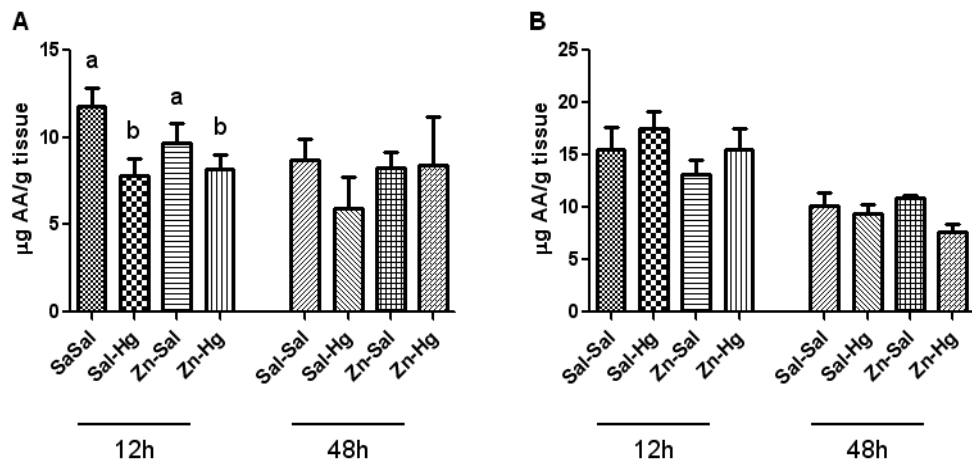 A
µg AA/g tissue
15
10
5
0
a
b
a
b
SaSal
Sal-Hg
Zn-Sal
Zn-Hg
Sal-Sal
Sal-Hg
Zn-Sal
Zn-Hg
12h
48h
B
µg AA/g tissue
25
20
15
10
5
0
Sal-Sal
Sal-Hg
Zn-Sal
Zn-Hg
Sal-Sal
Sal-Hg
Zn-Sal
Zn-Hg
12h
48h